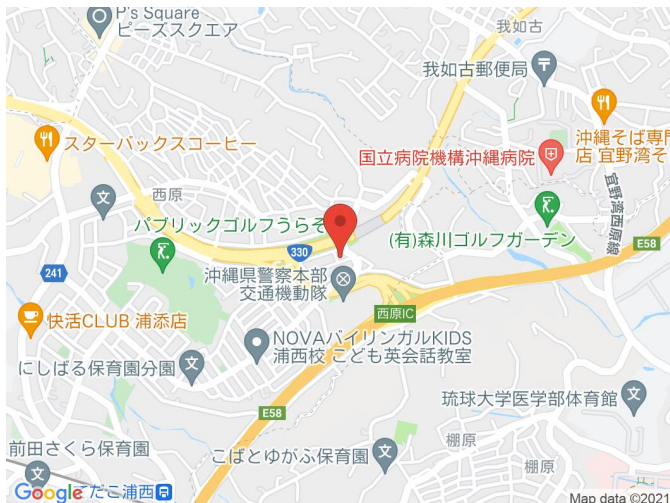 P's Square
ピーズスクエア
我如古
我如古郵便局
スターバックスコーヒー
国立病院機構沖縄病院
沖縄そば専門
店 宜野湾そ
宜野湾西原線
西原
パブリックゴルフうらそ
330
(有)森川ゴルフガーデン
E58
241
沖縄県警察本部
交通機動隊
西原IC
快活CLUB 浦添店
NOVAバイリンガルKIDS
浦西校 こども英会話教室
にしばる保育園分園
E58
琉球大学医学部体育館
棚原
前田さくら保育園
こばとゆがふ保育園
棚原
Google
てだこ浦西
Map data ©2021